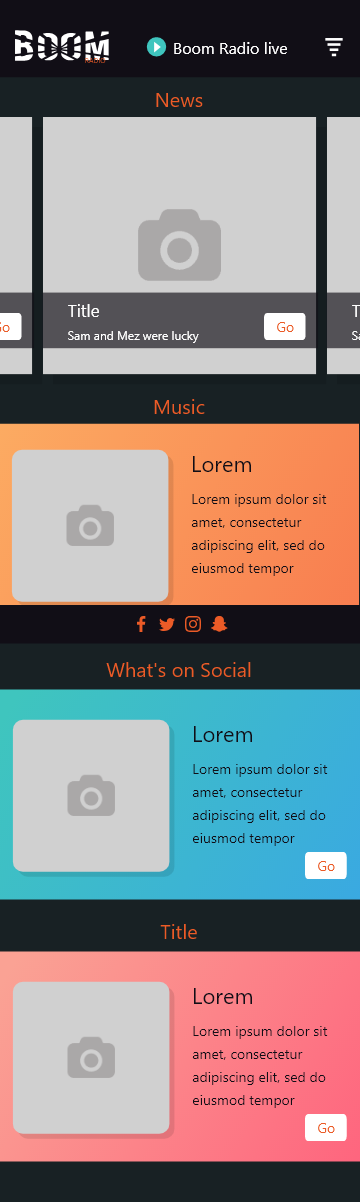 BOOM
RADIO
Boom Radio live
News
Title
Sam and Mez were lucky
Go
Go
T
Sa
Music
Lorem
Lorem ipsum dolor sit
amet, consectetur
adipiscing elit, sed do
eiusmod tempor
What's on Social
Lorem
Lorem ipsum dolor sit
amet, consectetur
adipiscing elit, sed do
eiusmod tempor
Go
Title
Lorem
Lorem ipsum dolor sit
amet, consectetur
adipiscing elit, sed do
eiusmod tempor
Go